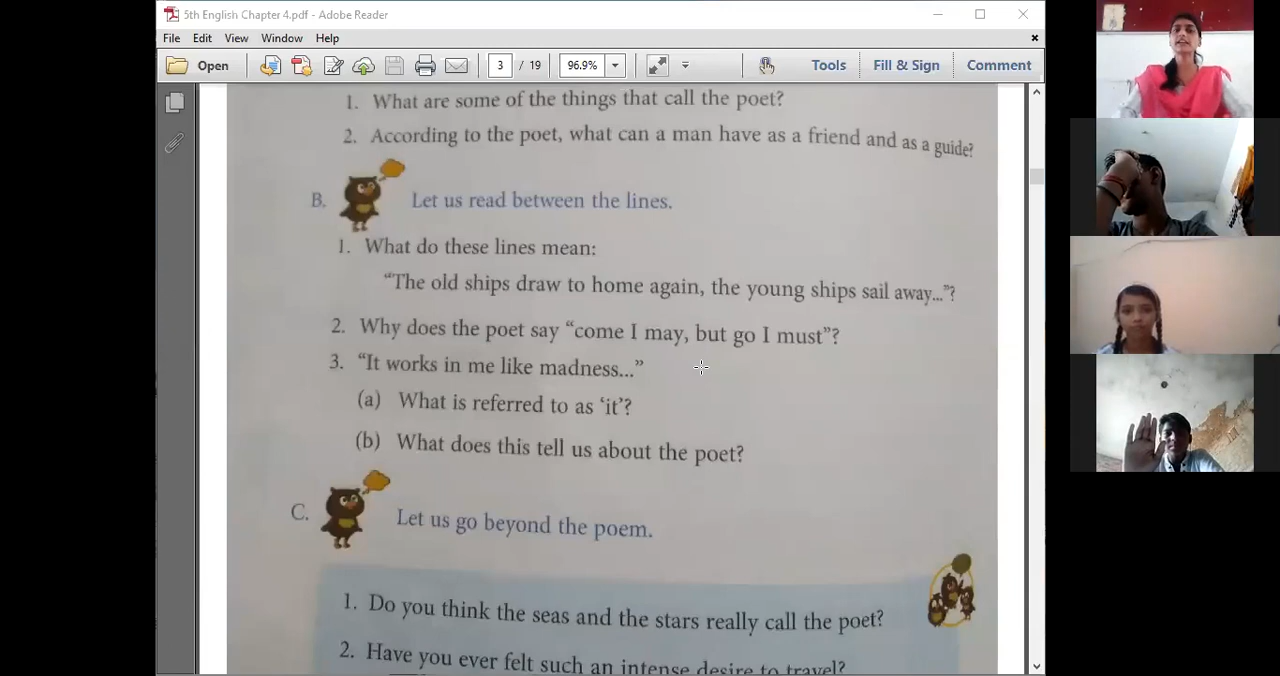 5th English Chapter 4.pdf - Adobe Reader
File Edit View Window Help
Open 3 / 19 96.9% Tools Fill & Sign Comment
1. What are some of the things that call the poet?
2. According to the poet, what can a man have as a friend and as a guide?
B. Let us read between the lines.
1. What do these lines mean:
“The old ships draw to home again, the young ships sail away...”?
2. Why does the poet say “come I may, but go I must”?
3. “It works in me like madness...”
(a) What is referred to as ‘it’?
(b) What does this tell us about the poet?
C. Let us go beyond the poem.
1. Do you think the seas and the stars really call the poet?
2. Have you ever felt such an intense desire to travel?